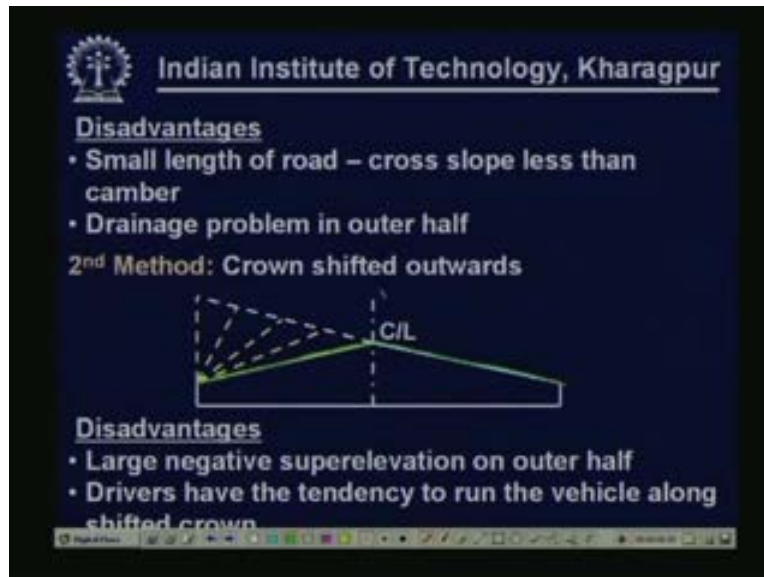 Indian Institute of Technology, Kharagpur
Disadvantages
• Small length of road – cross slope less than
camber
• Drainage problem in outer half
2nd Method: Crown shifted outwards
C/L
Disadvantages
• Large negative superelevation on outer half
• Drivers have the tendency to run the vehicle along
shifted crown